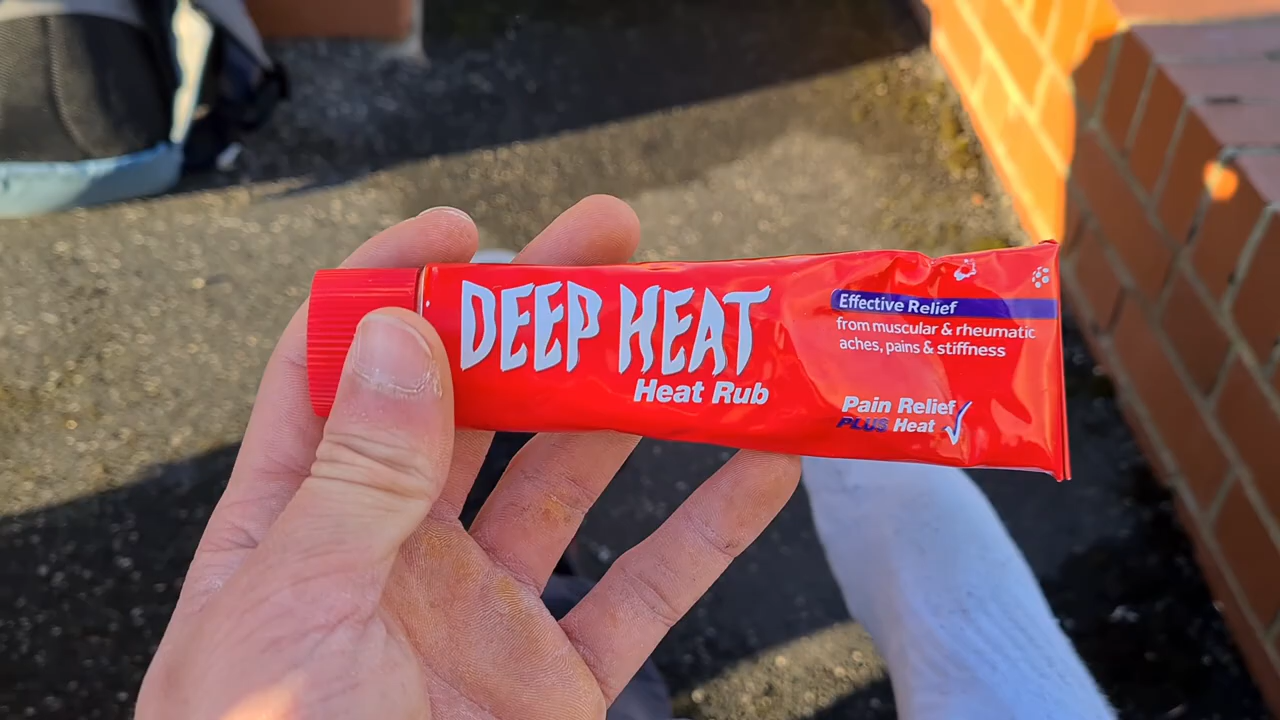 DEEP HEAT
Heat Rub
Effective Relief
from muscular & rheumatic
aches, pains & stiffness
Pain Relief
PLUS Heat